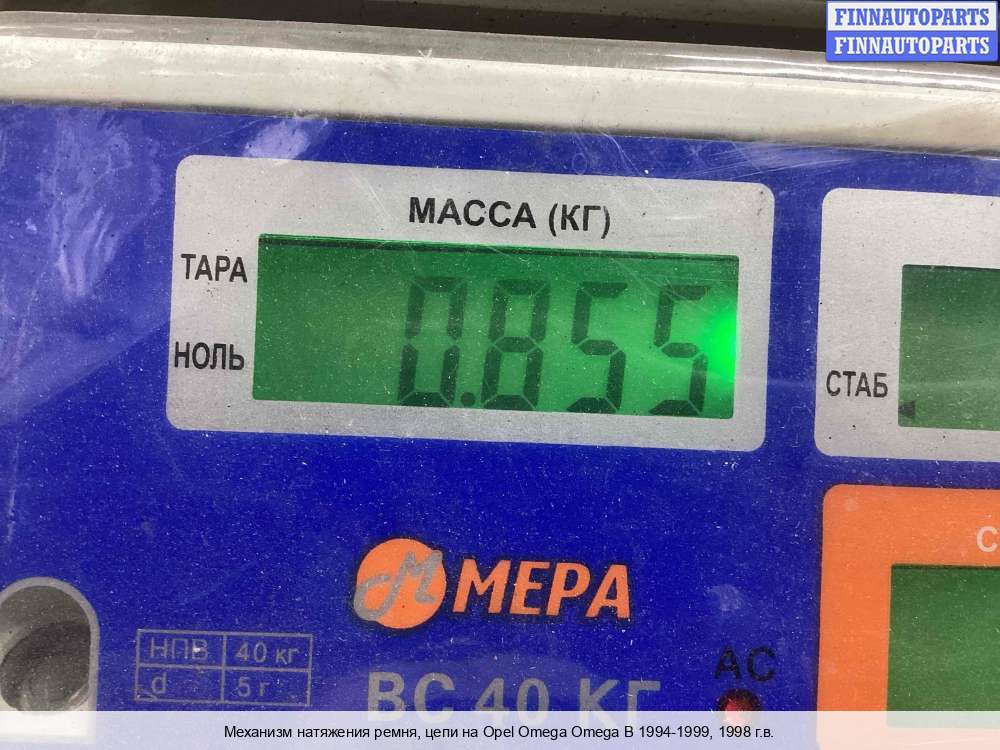 FINNAUTOPARTS
FINNAUTOPARTS
МАССА (КГ)
ТАРА
НОЛЬ
0.855
СТАБ
С
МЕРА
НПВ 40 кг
d 5 г
ВС 40 КГ
АС
Механизм натяжения ремня, цепи на Opel Omega Omega B 1994-1999, 1998 г.в.